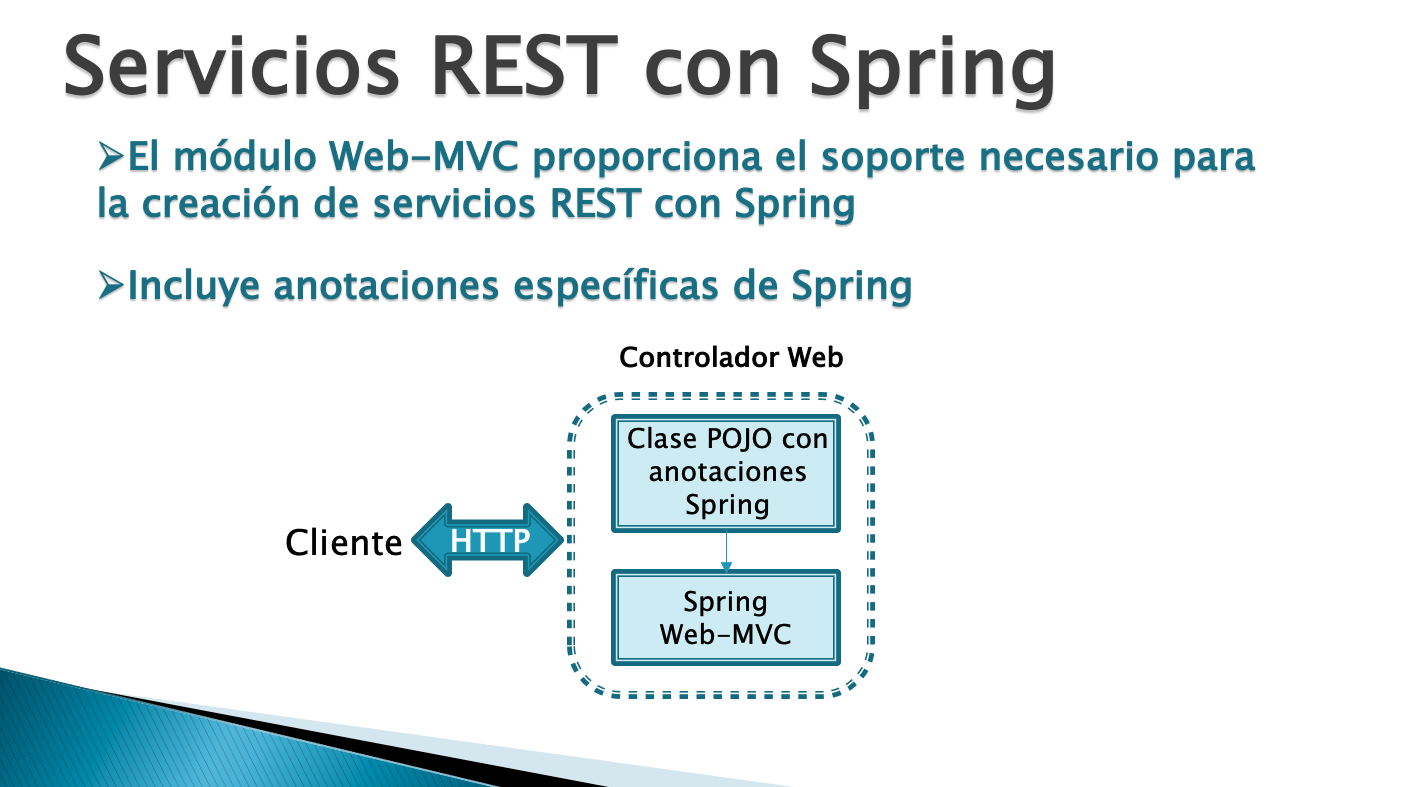 Servicios REST con Spring
➢El módulo Web-MVC proporciona el soporte necesario para
la creación de servicios REST con Spring
➢Incluye anotaciones específicas de Spring
Controlador Web
Clase POJO con
anotaciones
Spring
Cliente
HTTP
Spring
Web-MVC